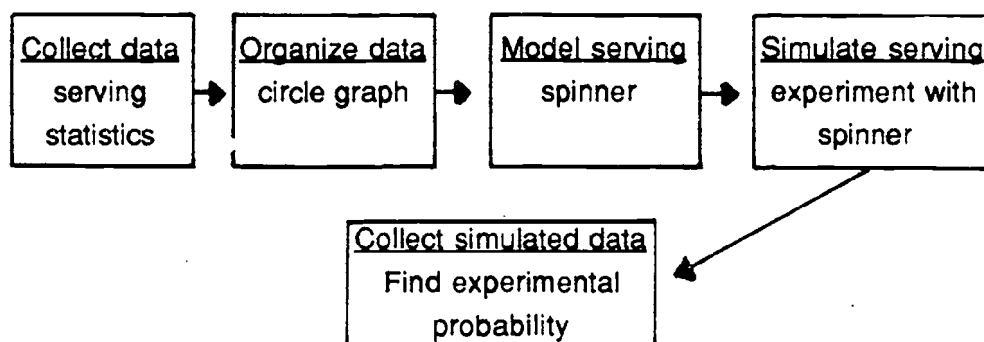 Collect data
serving
statistics
Organize data
circle graph
Model serving
spinner
Simulate serving
experiment with
spinner
Collect simulated data
Find experimental
probability